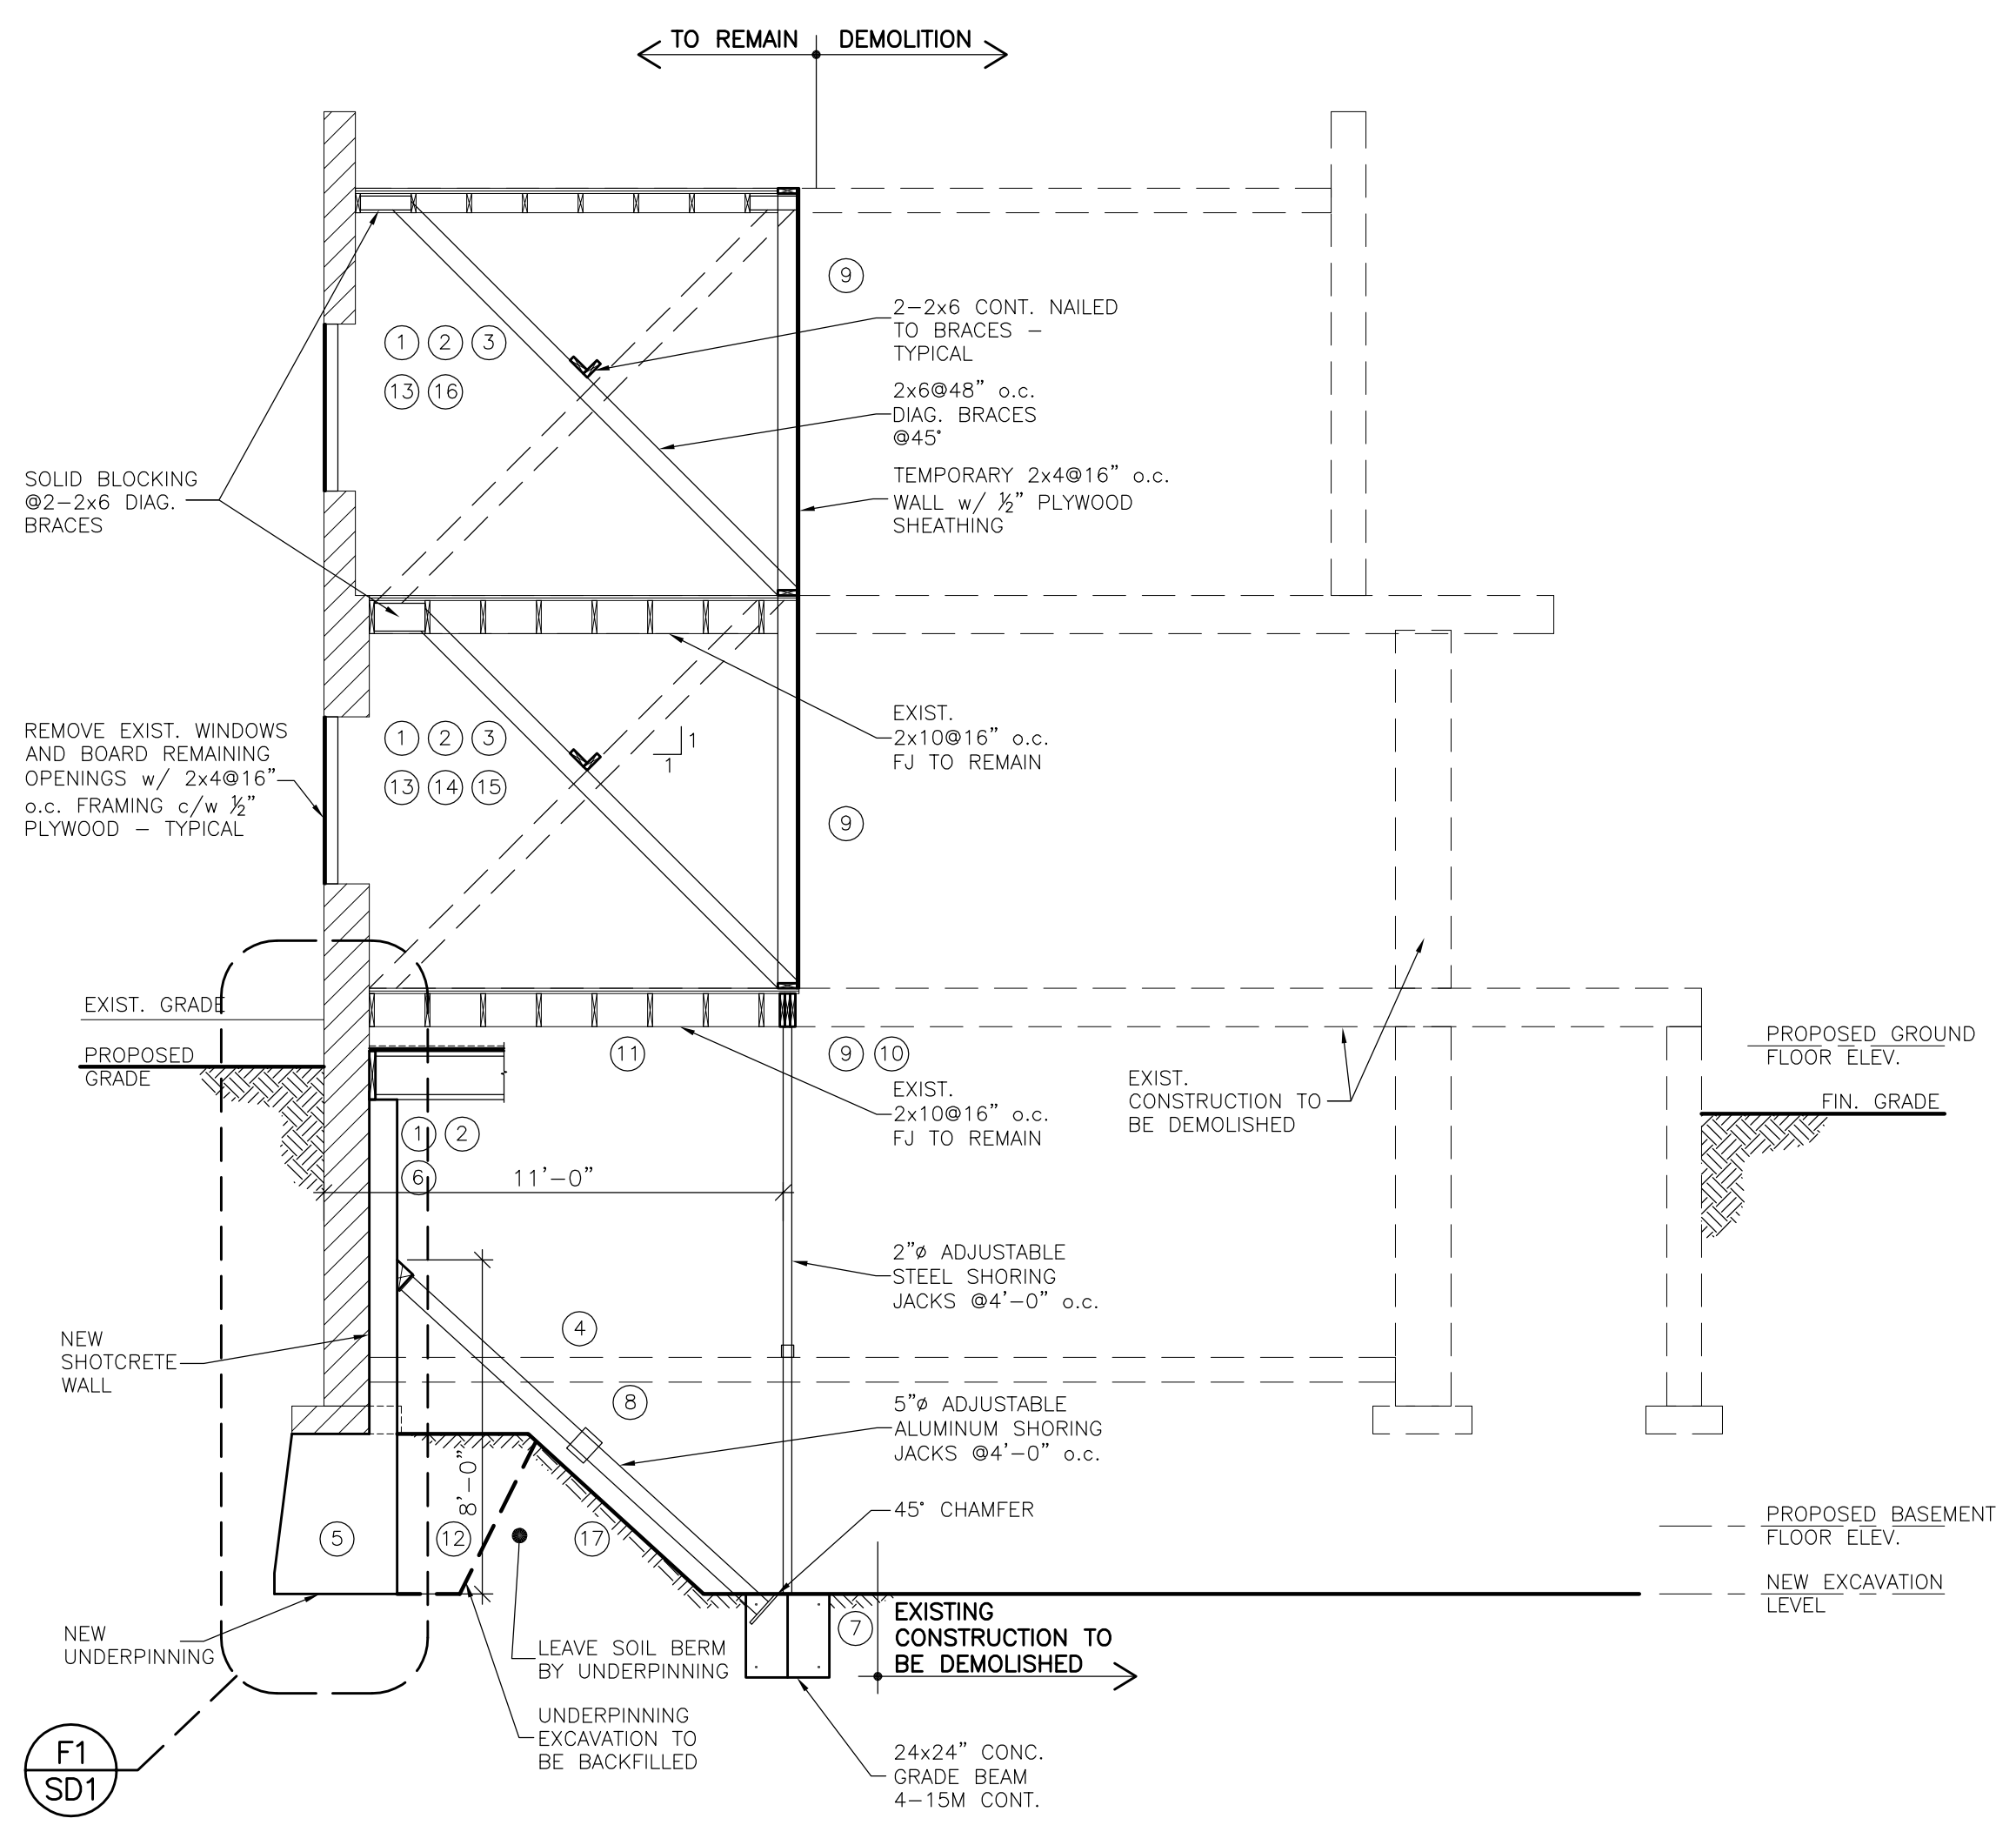 TO REMAIN
DEMOLITION
9
2-2x6 CONT. NAILED
TO BRACES -
TYPICAL
1 2 3
13 16
2x6@48" o.c.
DIAG. BRACES
@45°
SOLID BLOCKING
@2-2x6 DIAG.
BRACES
TEMPORARY 2x4@16" o.c.
WALL w/ ½" PLYWOOD
SHEATHING
REMOVE EXIST. WINDOWS
AND BOARD REMAINING
OPENINGS w/ 2x4@16"
o.c. FRAMING c/w ½"
PLYWOOD - TYPICAL
1 2 3
13 14 15
1
1
EXIST.
2x10@16" o.c.
FJ TO REMAIN
9
EXIST. GRADE
PROPOSED
GRADE
11
9 10
EXIST.
2x10@16" o.c.
FJ TO REMAIN
EXIST.
CONSTRUCTION TO
BE DEMOLISHED
PROPOSED GROUND
FLOOR ELEV.
FIN. GRADE
1 2
6
11'-0"
2"ø ADJUSTABLE
STEEL SHORING
JACKS @4'-0" o.c.
4
NEW
SHOTCRETE
WALL
8
5"ø ADJUSTABLE
ALUMINUM SHORING
JACKS @4'-0" o.c.
8'-0"
45° CHAMFER
5
12
17
PROPOSED BASEMENT
FLOOR ELEV.
NEW EXCAVATION
LEVEL
7
EXISTING
CONSTRUCTION TO
BE DEMOLISHED
NEW
UNDERPINNING
LEAVE SOIL BERM
BY UNDERPINNING
UNDERPINNING
EXCAVATION TO
BE BACKFILLED
24x24" CONC.
GRADE BEAM
4-15M CONT.
F1
SD1